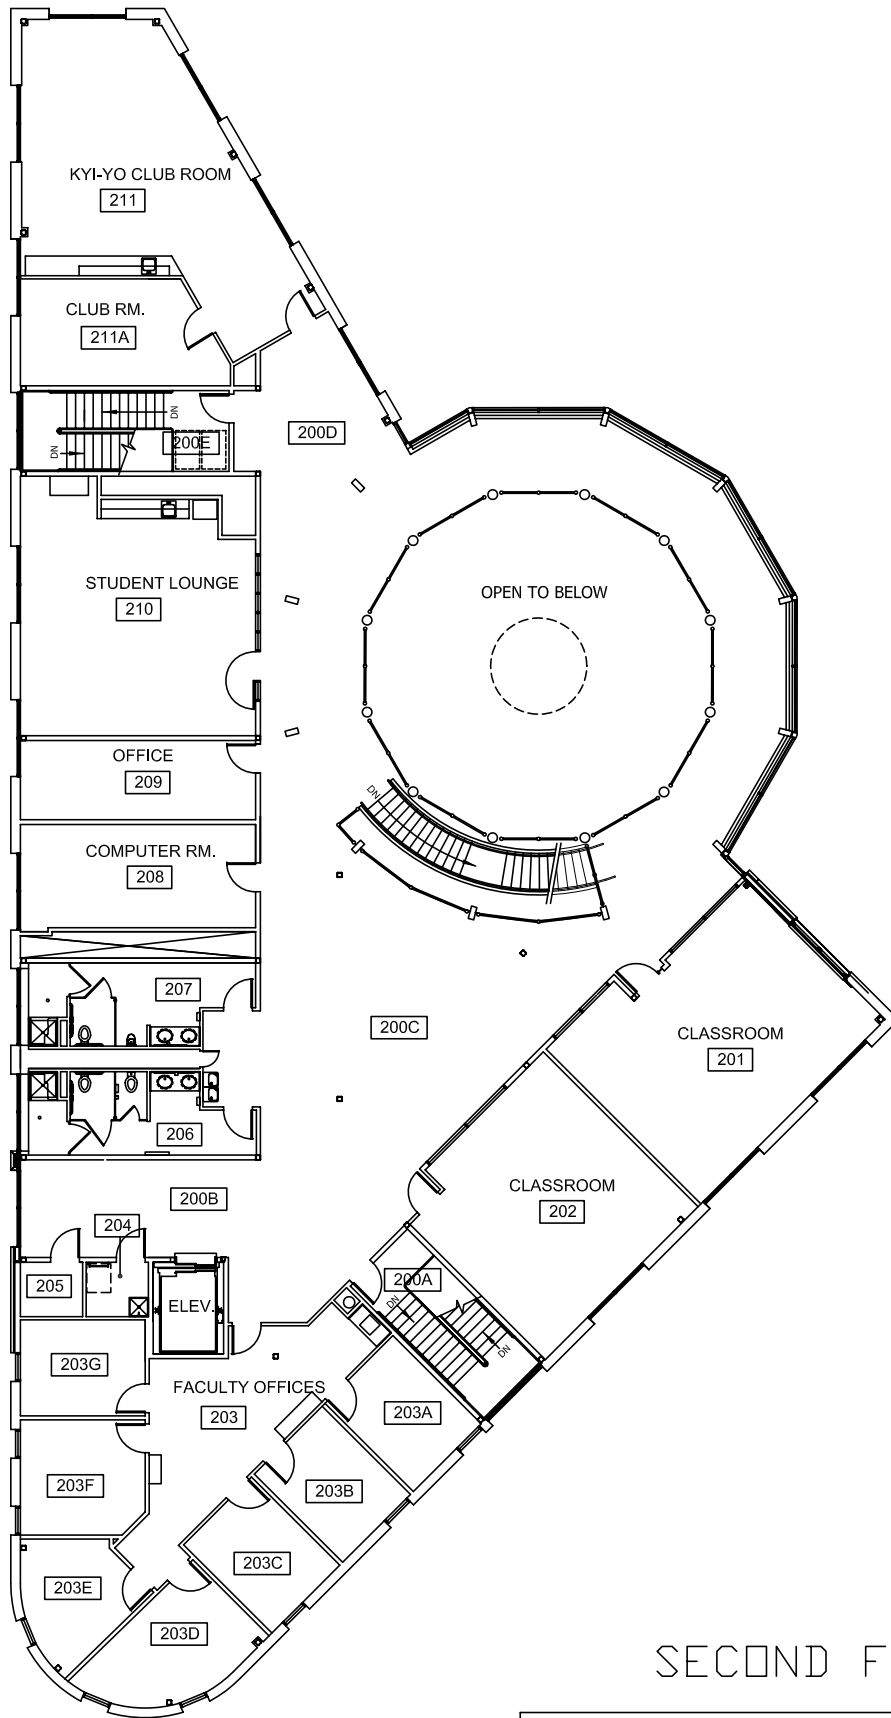 KYI-YO CLUB ROOM
211
CLUB RM.
211A
DN
DN
200E
200D
STUDENT LOUNGE
210
OPEN TO BELOW
OFFICE
209
DN
COMPUTER RM.
208
207
200C
CLASSROOM
201
206
CLASSROOM
202
200B
204
205
ELEV.
200A
DN
DN
203G
FACULTY OFFICES
203
203A
203F
203B
203C
203E
203D
SECOND F